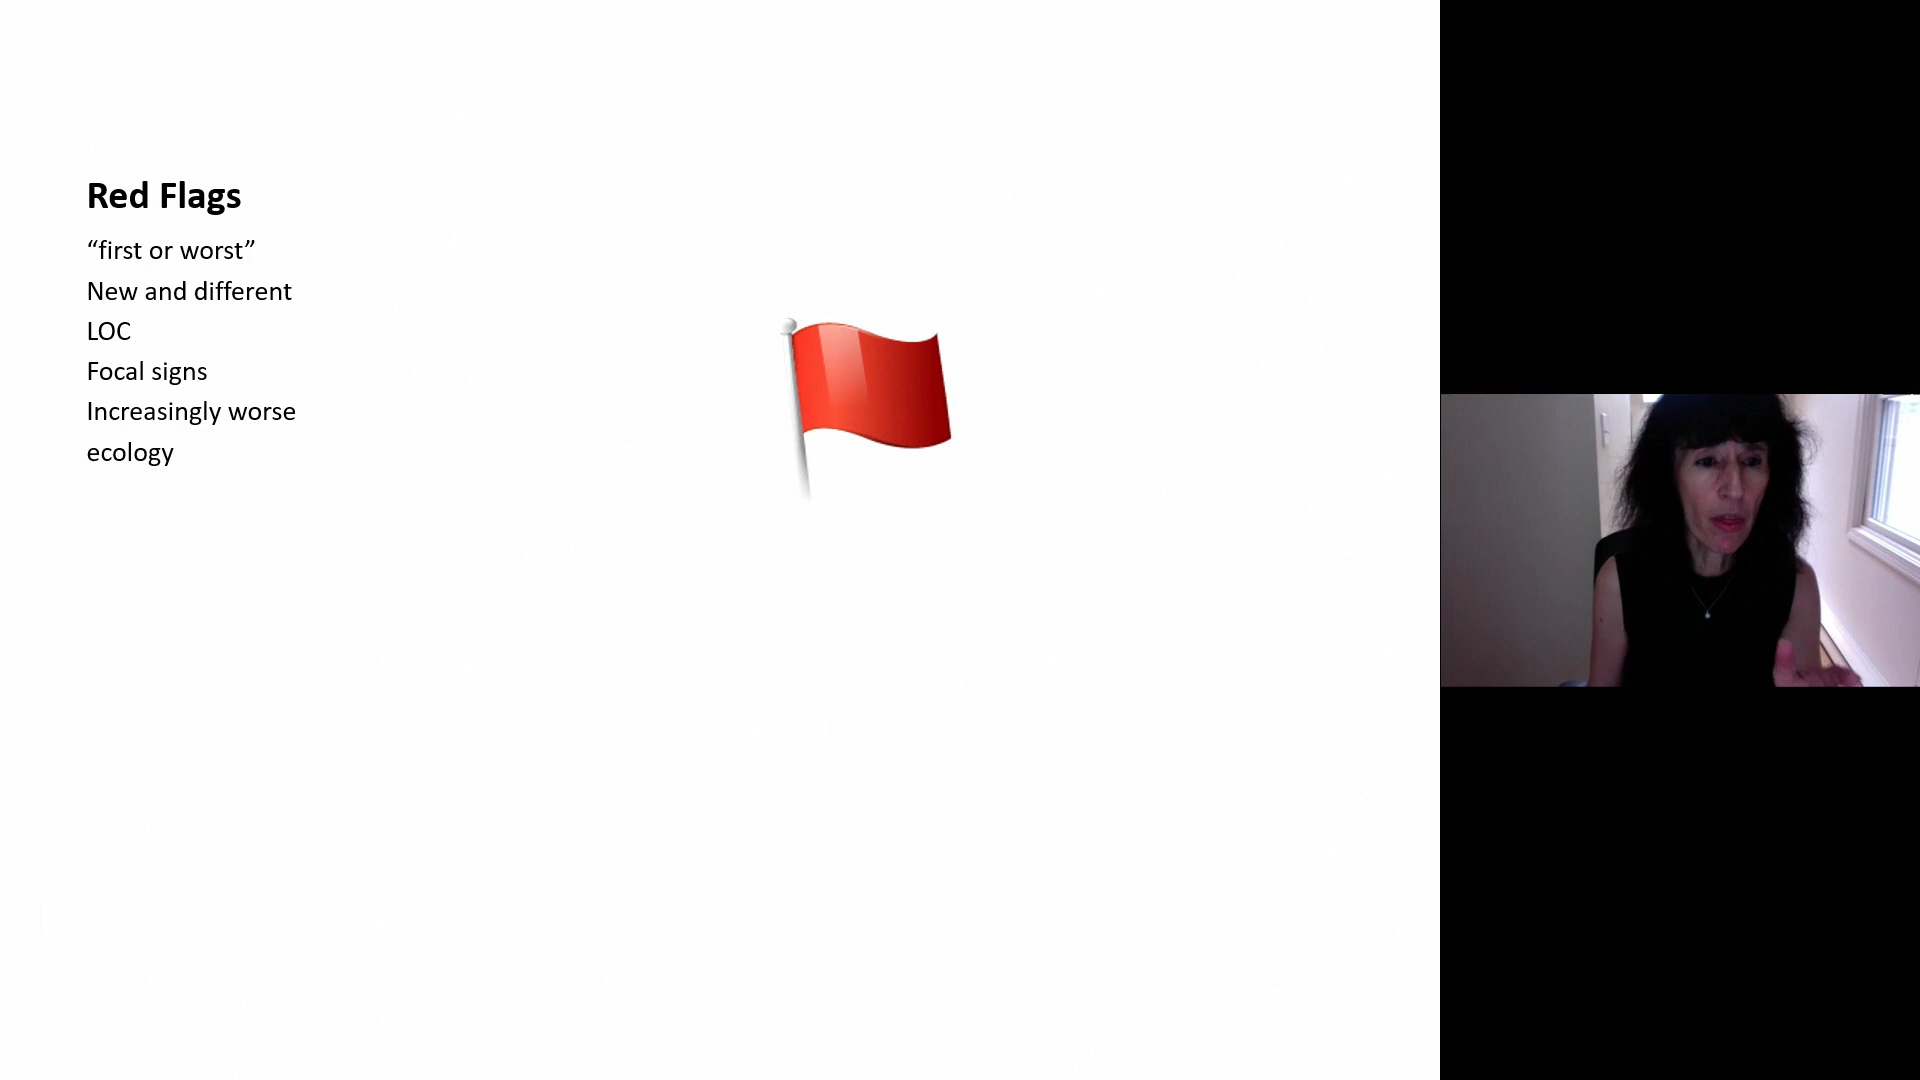 Red Flags
“first or worst”
New and different
LOC
Focal signs
Increasingly worse
ecology